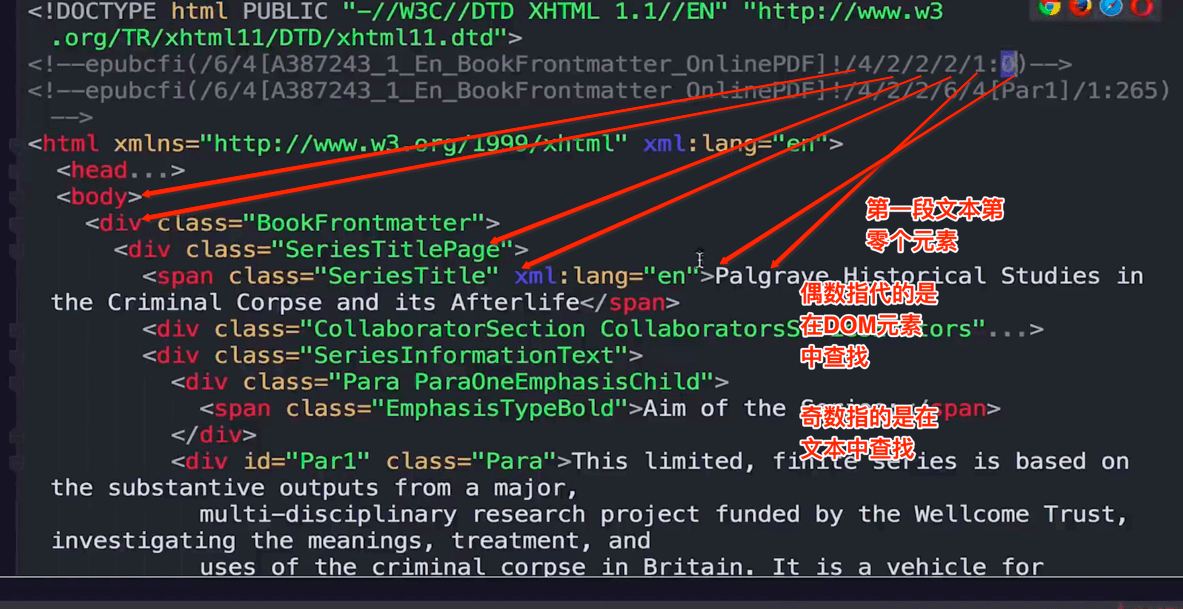 <!DOCTYPE html PUBLIC "-//W3C//DTD XHTML 1.1//EN" "http://www.w3
.org/TR/xhtml11/DTD/xhtml11.dtd">
<!--epubcfi(/6/4[A387243_1_En_BookFrontmatter_OnlinePDF]!/4/2/2/2/1:0)-->
<!--epubcfi(/6/4[A387243_1_En_BookFrontmatter_OnlinePDF]!/4/2/2/6/4[Par1]/1:265)
-->
<html xmlns="http://www.w3.org/1999/xhtml" xml:lang="en">
<head...>
<body>
<div class="BookFrontmatter">
第一段文本第
零个元素
<div class="SeriesTitlePage">
<span class="SeriesTitle" xml:lang="en">Palgrave Historical Studies in
the Criminal Corpse and its Afterlife</span>
偶数指代的是
在DOM元素
中查找
<div class="CollaboratorSection ...>
<div class="SeriesInformationText">
<div class="Para ParaOneEmphasisChild">
<span class="EmphasisTypeBold">Aim of the span>
奇数指的是在
文本中查找
</div>
<div id="Par1" class="Para">This limited, finite series is based on
the substantive outputs from a major,
multi-disciplinary research project funded by the Wellcome Trust,
investigating the meanings, treatment, and
uses of the criminal corpse in Britain. It is a vehicle for